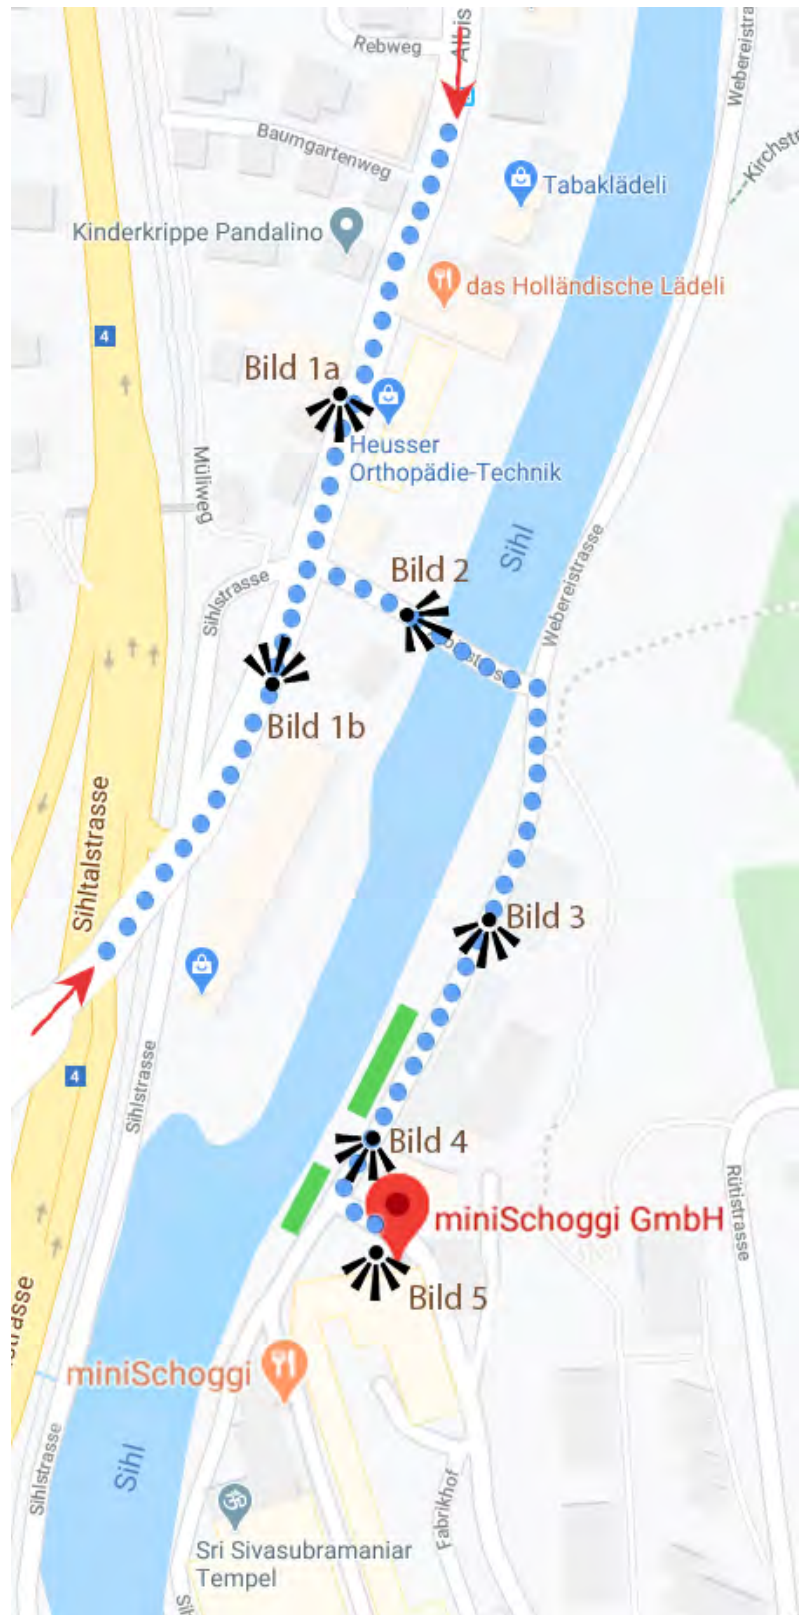 Rebweg
Albis
Webereistra
Baumgartenweg
Kirchstr
Tabaklädeli
Kinderkrippe Pandalino
das Holländische Lädeli
4
Bild 1a
Heusser
Orthopädie-Technik
Müliweg
Sihl
Bild 2
Sihlstrasse
Webereistrasse
Bild 1b
Sihltalstrasse
Bild 3
4
Sihlstrasse
Bild 4
Rütistrasse
miniSchoggi GmbH
Bild 5
strasse
miniSchoggi
Sihl
Sihlstrasse
Fabrikhof
Sri Sivasubramaniar
Tempel
Sih